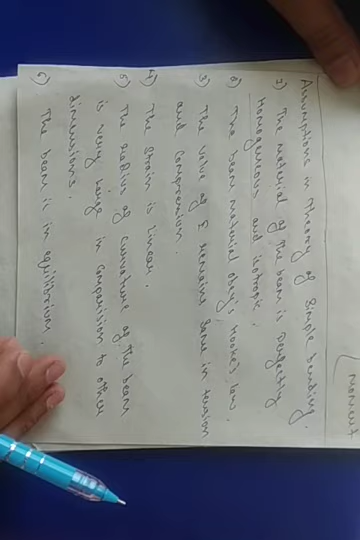 moment
Assumptions in theory of Simple bending.
1) The material of the beam is perfectly
Homogeneous and isotropic.
2) The beam material obey's Hooke's law.
3) The value of E remains same in tension
and compression.
4) The strain is linear.
5) The radius of curvature of the beam
is very large in comparision to other
dimensions.
6) The beam is in equilibrium.